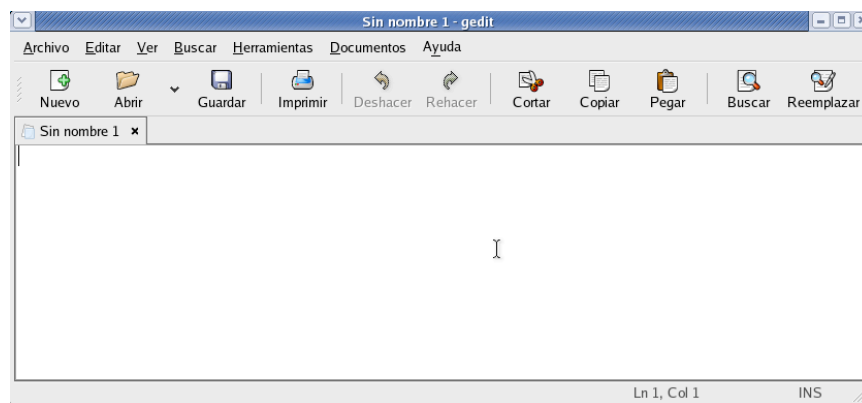 Sin nombre 1 - gedit
Archivo Editar Ver Buscar Herramientas Documentos Ayuda
Nuevo Abrir Guardar Imprimir Deshacer Rehacer Cortar Copiar Pegar Buscar Reemplazar
Sin nombre 1
Ln 1, Col 1 INS